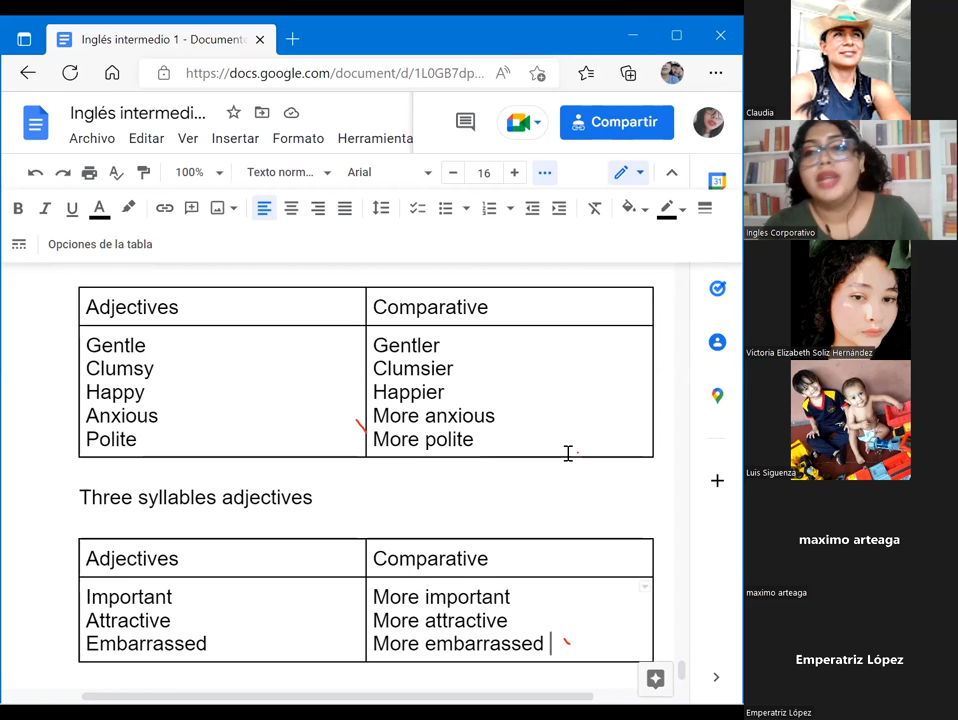 Inglés intermedio 1 - Documento
https://docs.google.com/document/d/1L0GB7dp...
Inglés intermedi...
Archivo Editar Ver Insertar Formato Herramienta
Compartir
100% Texto norm... Arial 16
Opciones de la tabla
31
Adjectives Comparative
Gentle Gentler
Clumsy Clumsier
Happy Happier
Anxious More anxious
Polite More polite
Three syllables adjectives
Adjectives Comparative
Important More important
Attractive More attractive
Embarrassed More embarrassed
Claudia
Ingles Corporativo
Victoria Elizabeth Soliz Hernández
Luis Siguenza
maximo arteaga
maximo arteaga
Emperatriz López
Emperatriz López